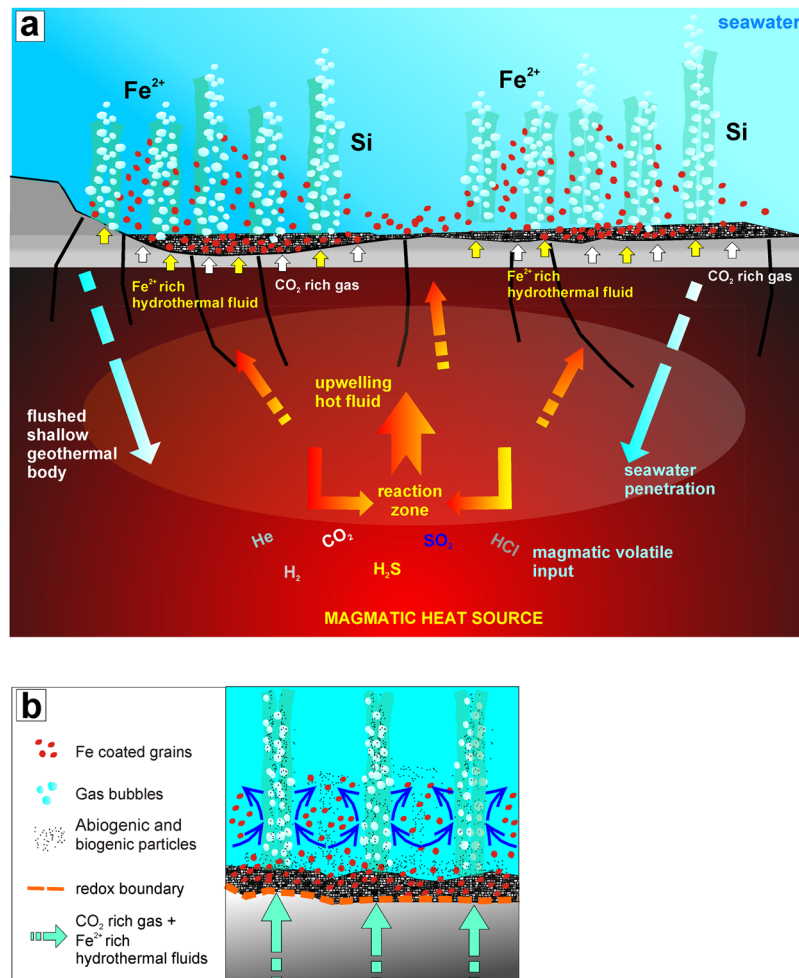 a
seawater
Fe²⁺
Fe²⁺
Si
Si
Fe²⁺ rich
hydrothermal fluid
CO₂ rich gas
Fe²⁺ rich
hydrothermal fluid
CO₂ rich gas
upwelling
hot fluid
flushed
shallow
geothermal
body
seawater
penetration
reaction
zone
He
CO₂
SO₂
HCl
H₂
H₂S
magmatic volatile
input
MAGMATIC HEAT SOURCE
b
Fe coated grains
Gas bubbles
Abiogenic and
biogenic particles
redox boundary
CO₂ rich gas +
Fe²⁺ rich
hydrothermal fluids